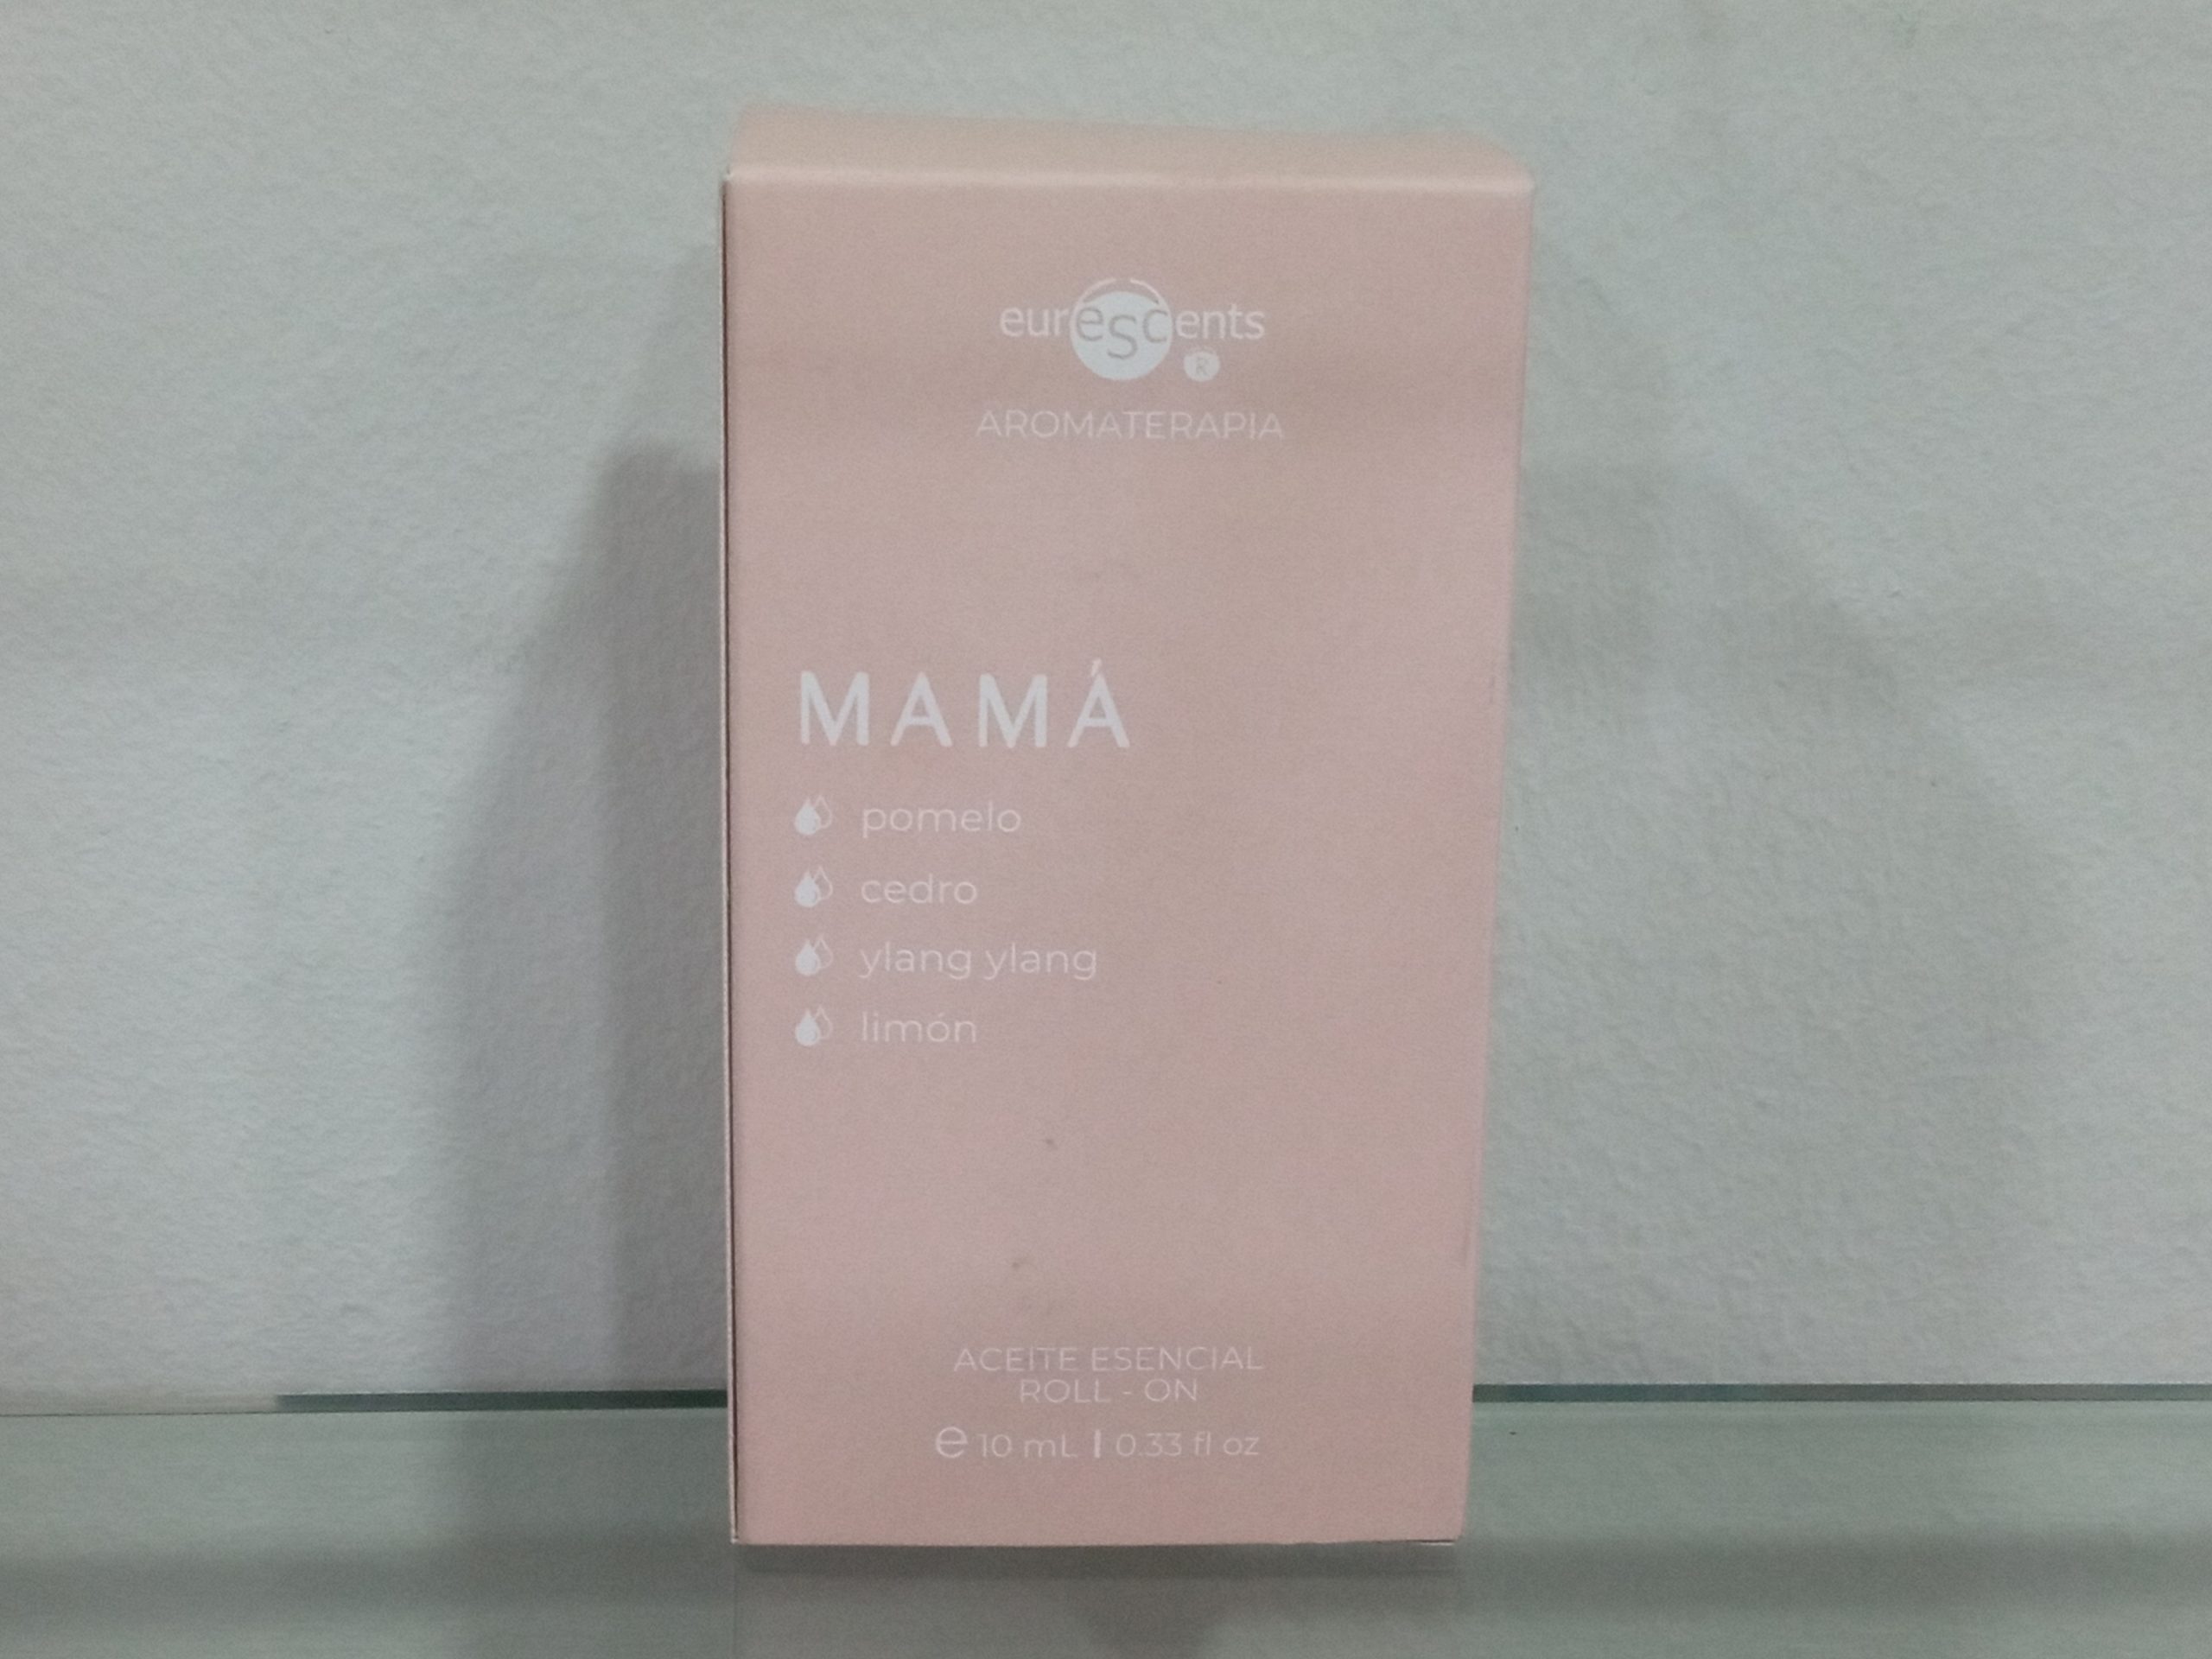 eurescents
R
AROMATERAPIA
MAMÁ
pomelo
cedro
ylang ylang
limón
ACEITE ESENCIAL
ROLL - ON
e 10 mL | 0.33 fl oz